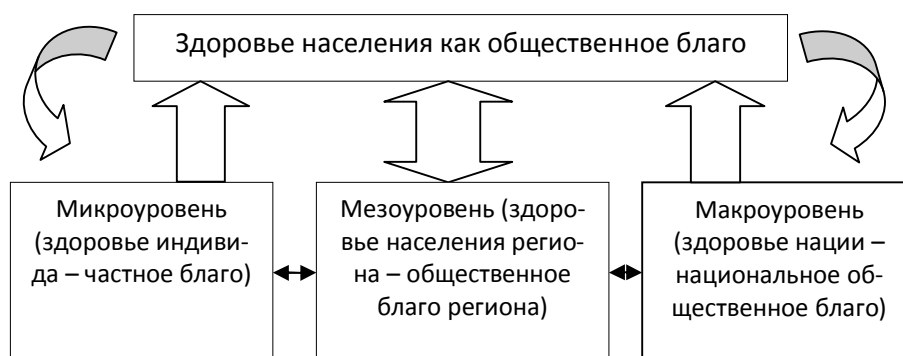 Здоровье населения как общественное благо
Микроуровень
(здоровье индиви-
да – частное благо)
Мезоуровень (здоро-
вье населения регио-
на – общественное
благо региона)
Макроуровень
(здоровье нации –
национальное об-
щественное благо)